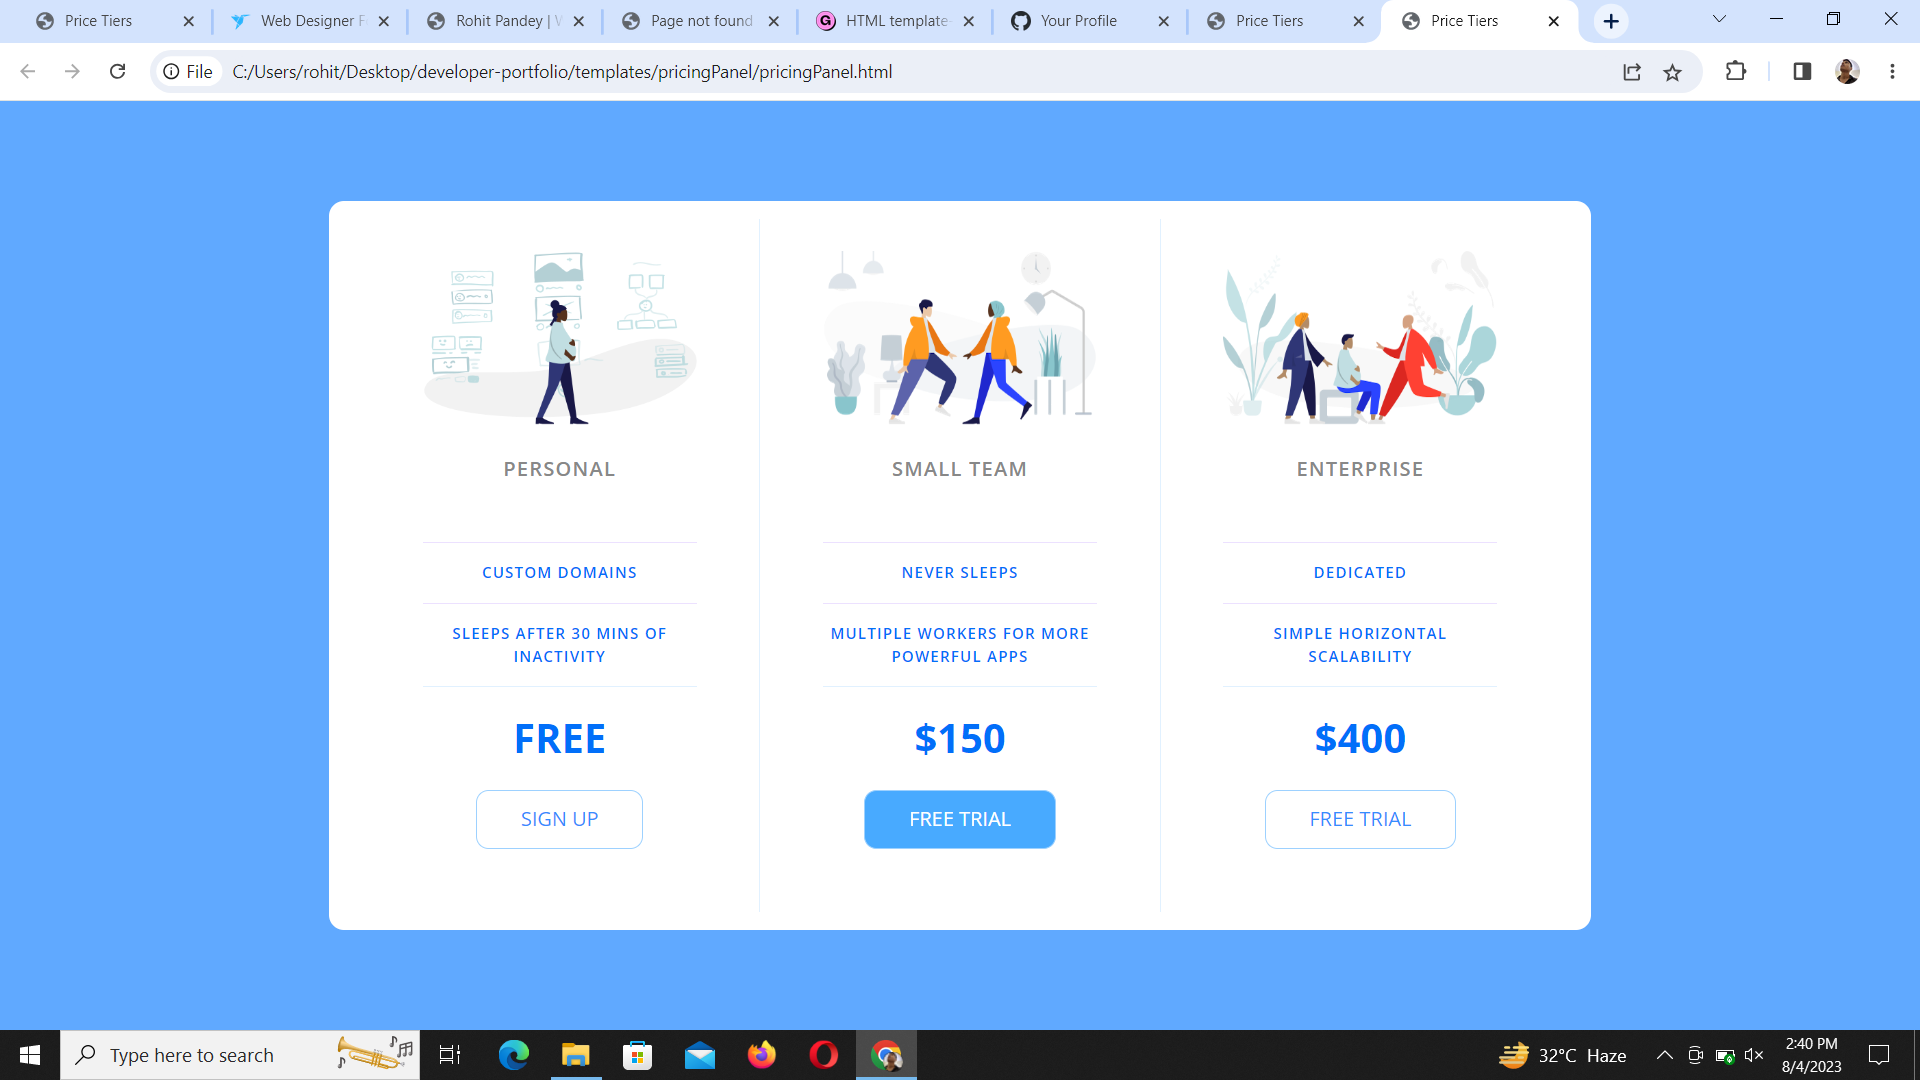 Price Tiers
Web Designer F
Rohit Pandey | W
Page not found
HTML template
Your Profile
Price Tiers
Price Tiers
File
C:/Users/rohit/Desktop/developer-portfolio/templates/pricingPanel/pricingPanel.html
PERSONAL
CUSTOM DOMAINS
SLEEPS AFTER 30 MINS OF
INACTIVITY
FREE
SIGN UP
SMALL TEAM
NEVER SLEEPS
MULTIPLE WORKERS FOR MORE
POWERFUL APPS
$150
FREE TRIAL
ENTERPRISE
DEDICATED
SIMPLE HORIZONTAL
SCALABILITY
$400
FREE TRIAL
Type here to search
32°C Haze
2:40 PM
8/4/2023